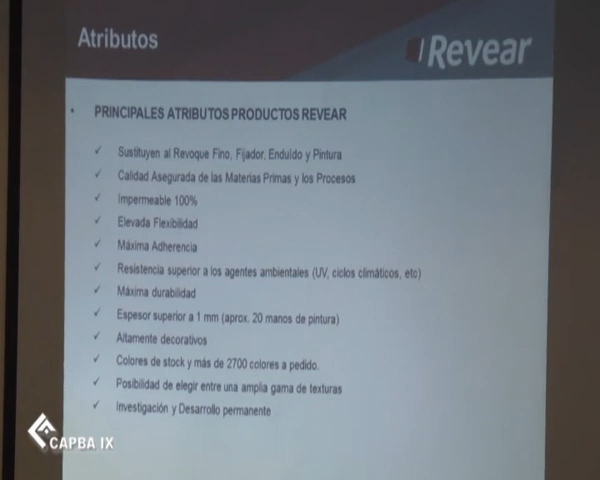 Atributos
Revear
• PRINCIPALES ATRIBUTOS PRODUCTOS REVEAR
✓ Sustituyen al Revoque Fino, Fijador, Enduído y Pintura
✓ Calidad Asegurada de las Materias Primas y los Procesos
✓ Impermeable 100%
✓ Elevada Flexibilidad
✓ Máxima Adherencia
✓ Resistencia superior a los agentes ambientales (UV, ciclos climáticos, etc)
✓ Máxima durabilidad
✓ Espesor superior a 1 mm (aprox. 20 manos de pintura)
✓ Altamente decorativos
✓ Colores de stock y más de 2700 colores a pedido.
✓ Posibilidad de elegir entre una amplia gama de texturas
✓ Investigación y Desarrollo permanente
CAPBA IX